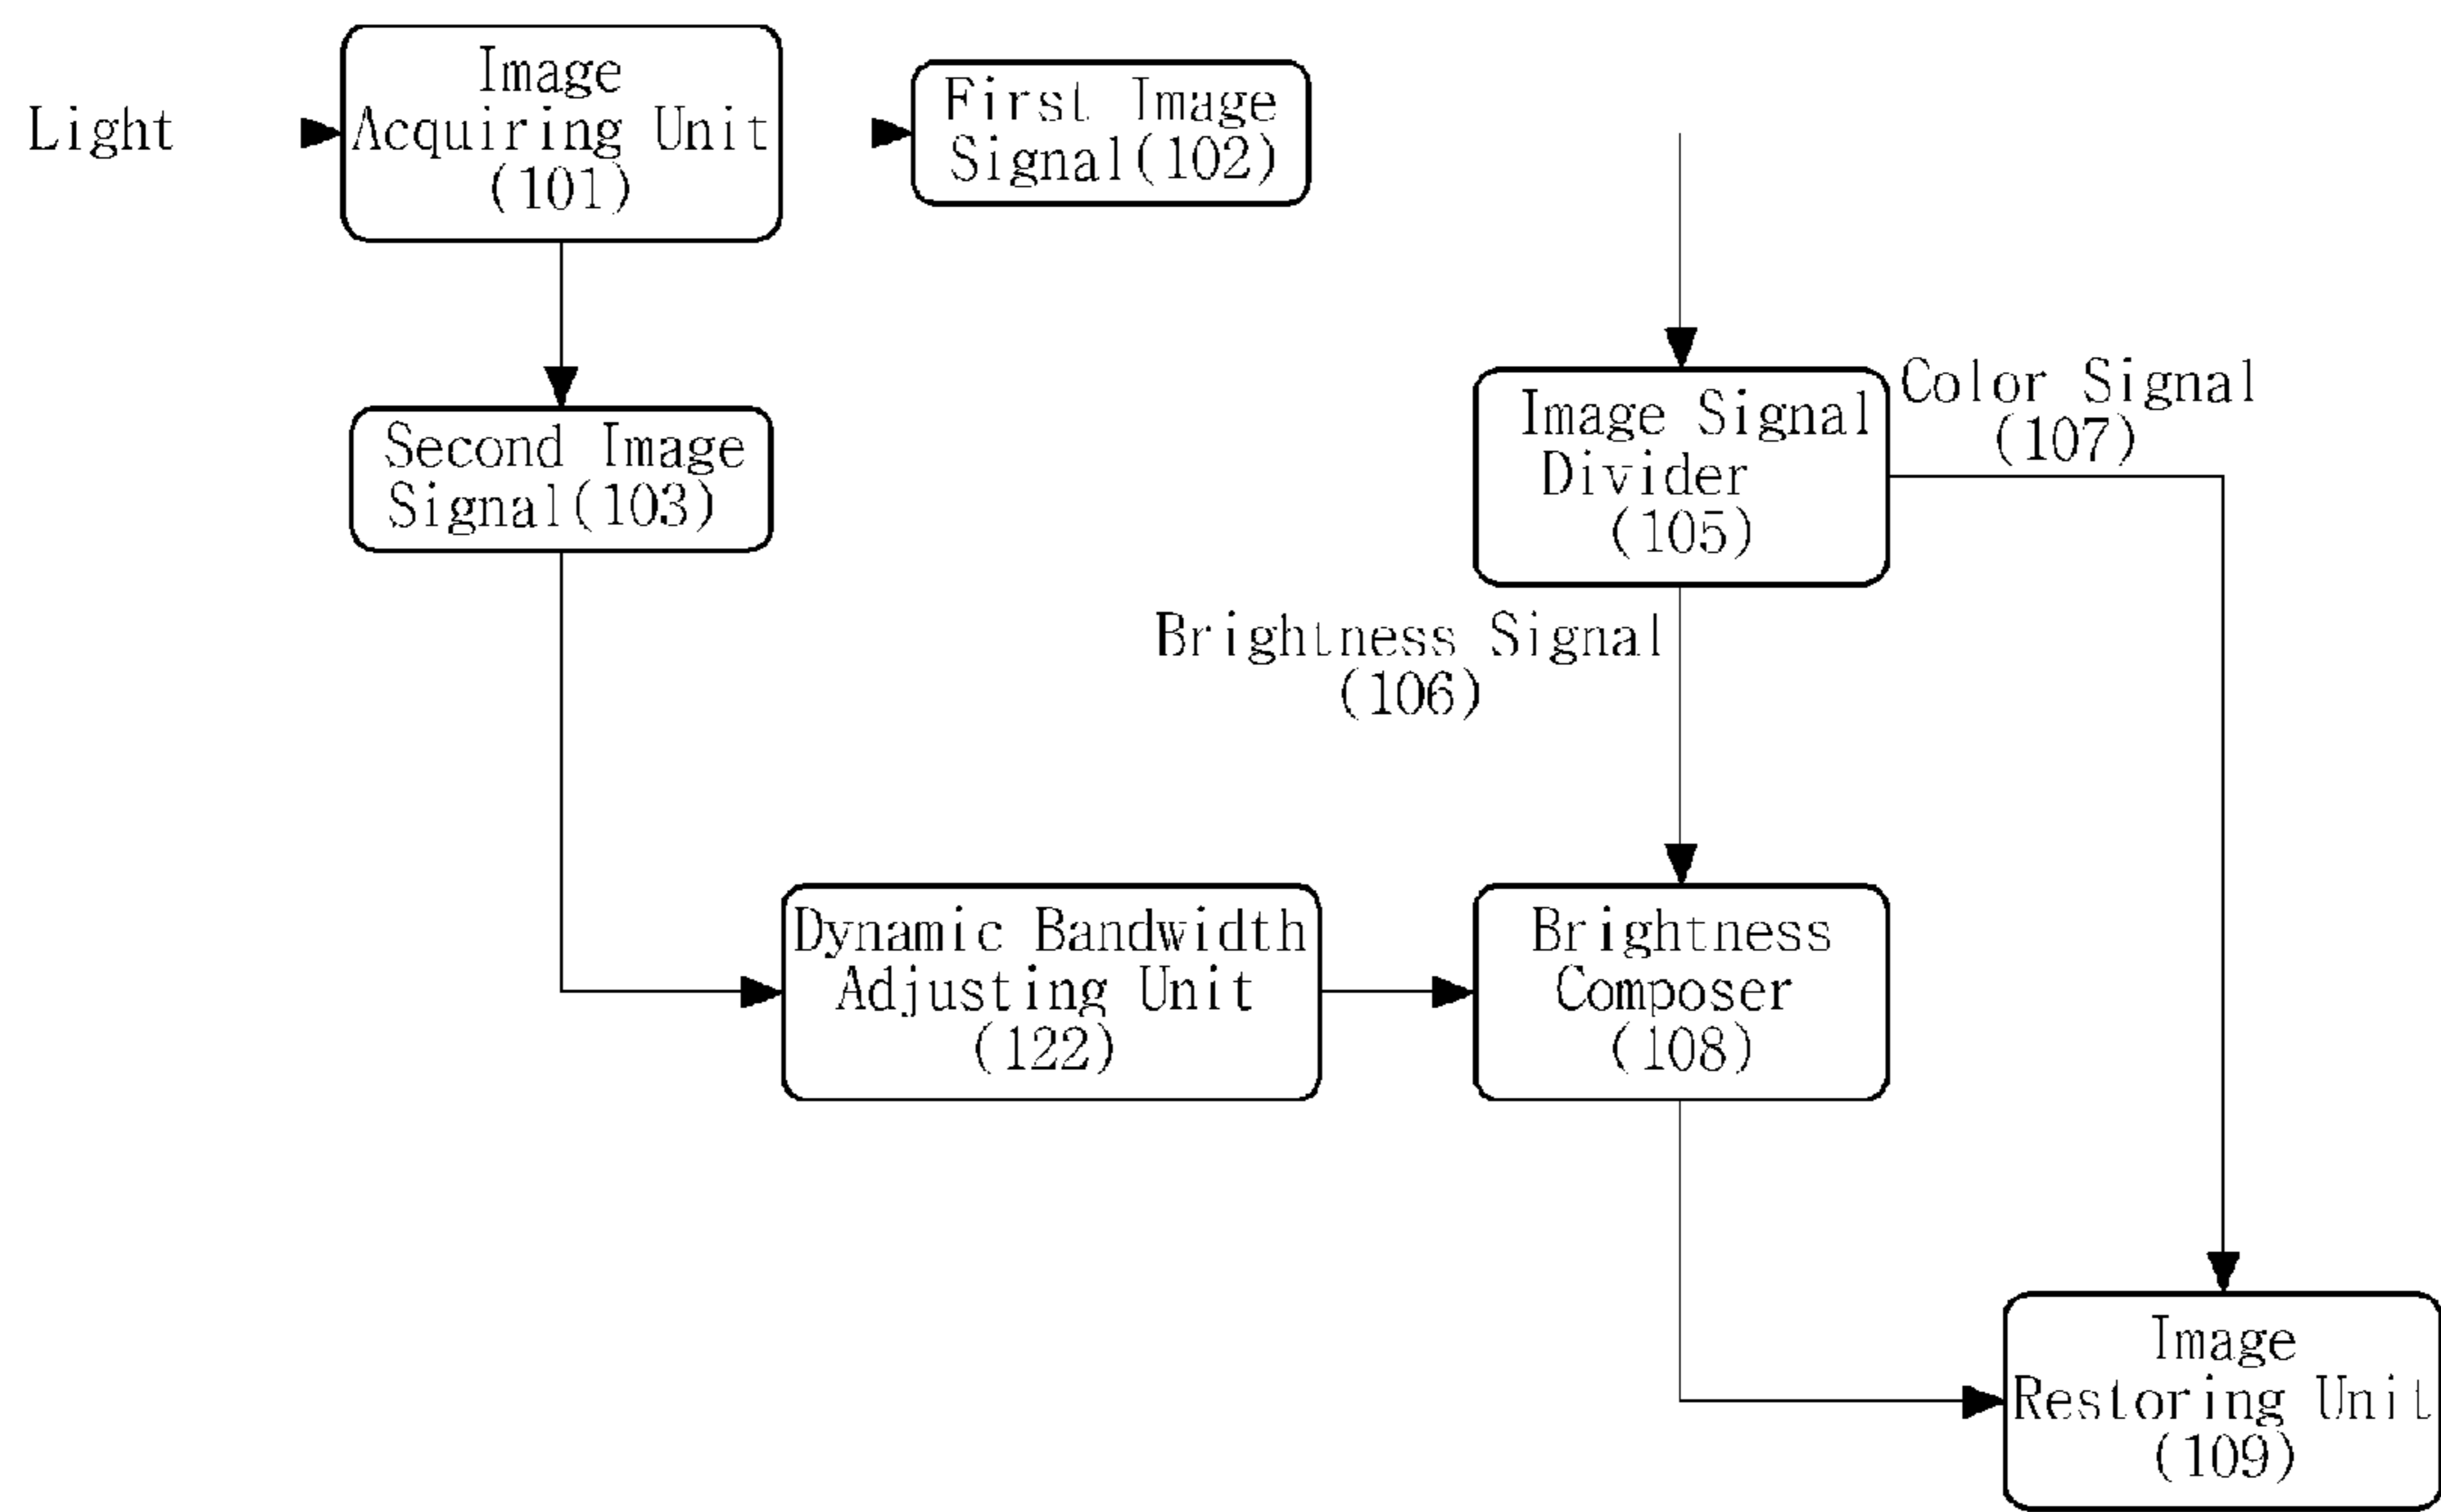 Light
Image
Acquiring Unit
(101)
First Image
Signal(102)
Second Image
Signal(103)
Image Signal
Divider
(105)
Color Signal
(107)
Brightness Signal
(106)
Dynamic Bandwidth
Adjusting Unit
(122)
Brightness
Composer
(108)
Image
Restoring Unit
(109)